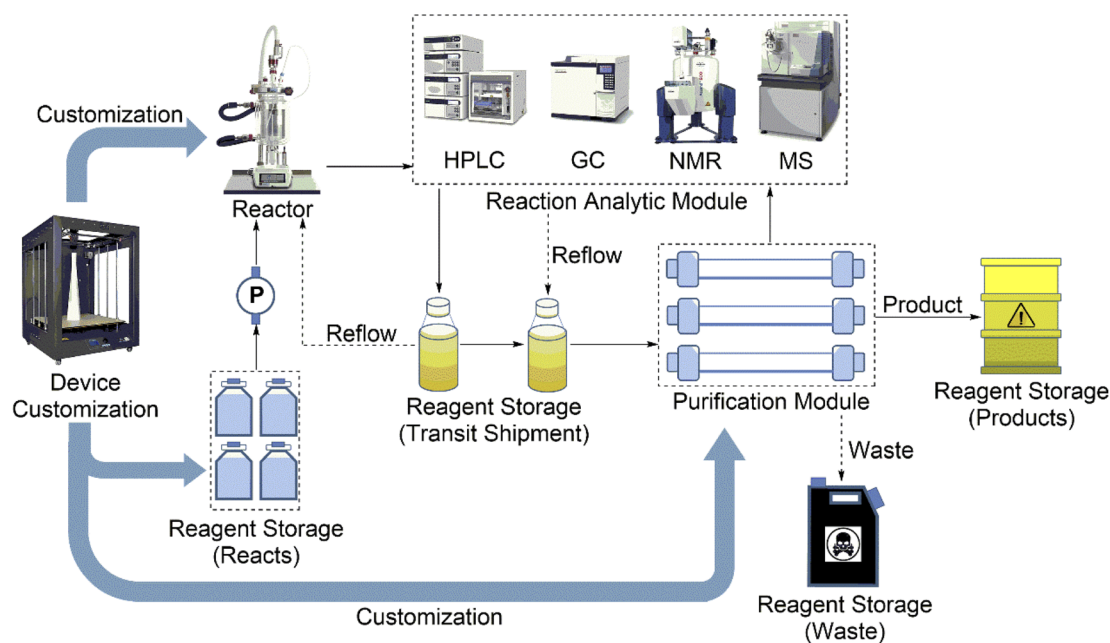 Customization
HPLC
GC
NMR
MS
Reactor
Reaction Analytic Module
Reflow
P
Reflow
Product
Device
Customization
Reagent Storage
(Transit Shipment)
Purification Module
Reagent Storage
(Products)
Waste
Reagent Storage
(Reacts)
Customization
Reagent Storage
(Waste)